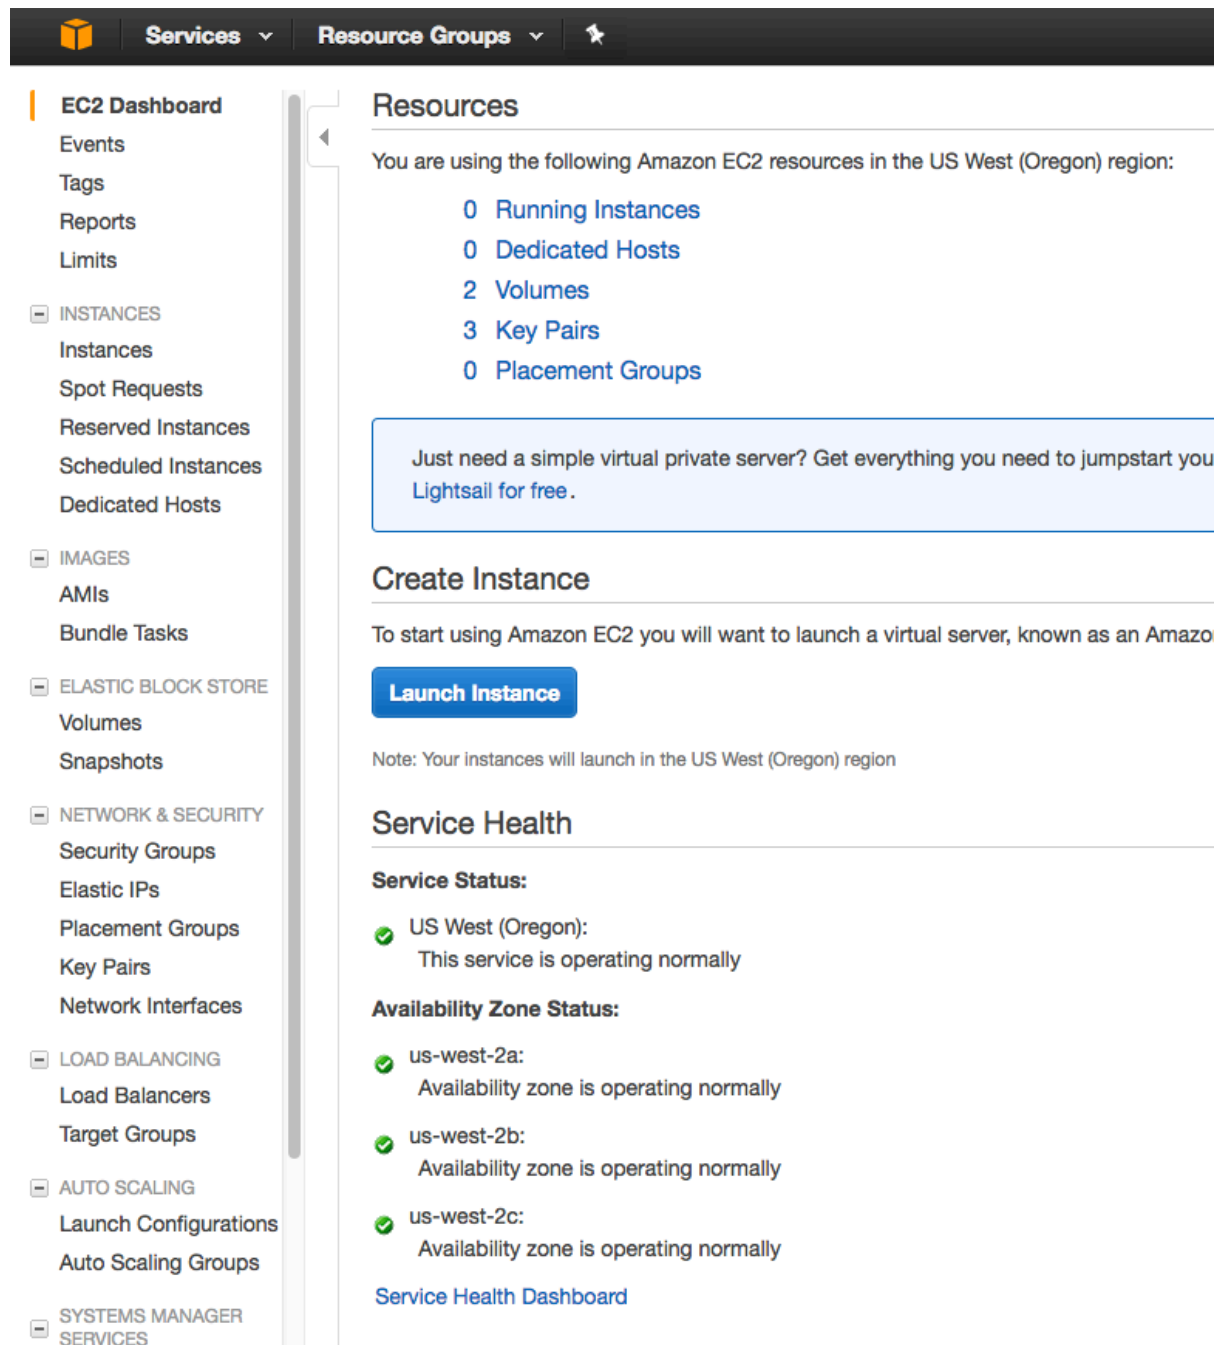 Services
Resource Groups
EC2 Dashboard
Events
Tags
Reports
Limits
INSTANCES
Instances
Spot Requests
Reserved Instances
Scheduled Instances
Dedicated Hosts
IMAGES
AMIs
Bundle Tasks
ELASTIC BLOCK STORE
Volumes
Snapshots
NETWORK & SECURITY
Security Groups
Elastic IPs
Placement Groups
Key Pairs
Network Interfaces
LOAD BALANCING
Load Balancers
Target Groups
AUTO SCALING
Launch Configurations
Auto Scaling Groups
SYSTEMS MANAGER
SERVICES
Resources
You are using the following Amazon EC2 resources in the US West (Oregon) region:
0 Running Instances
0 Dedicated Hosts
2 Volumes
3 Key Pairs
0 Placement Groups
Just need a simple virtual private server? Get everything you need to jumpstart you
Lightsail for free.
Create Instance
To start using Amazon EC2 you will want to launch a virtual server, known as an Amazo
Launch Instance
Note: Your instances will launch in the US West (Oregon) region
Service Health
Service Status:
US West (Oregon):
This service is operating normally
Availability Zone Status:
us-west-2a:
Availability zone is operating normally
us-west-2b:
Availability zone is operating normally
us-west-2c:
Availability zone is operating normally
Service Health Dashboard